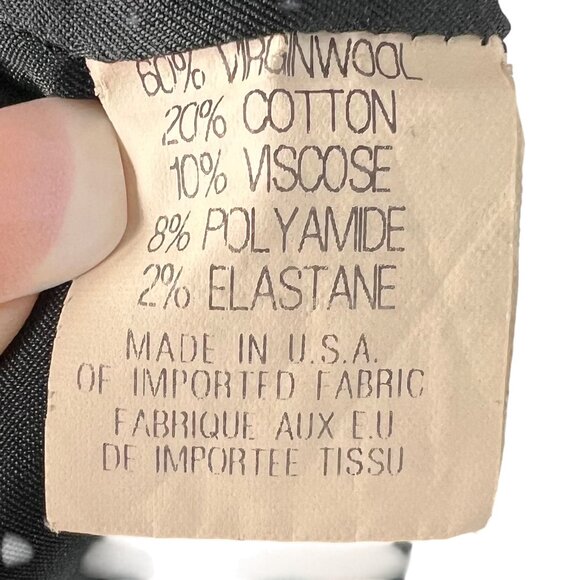 60% VIRGINWOOL
20% COTTON
10% VISCOSE
8% POLYAMIDE
2% ELASTANE
MADE IN U.S.A.
OF IMPORTED FABRIC
FABRIQUE AUX E.U
DE IMPORTEE TISSU